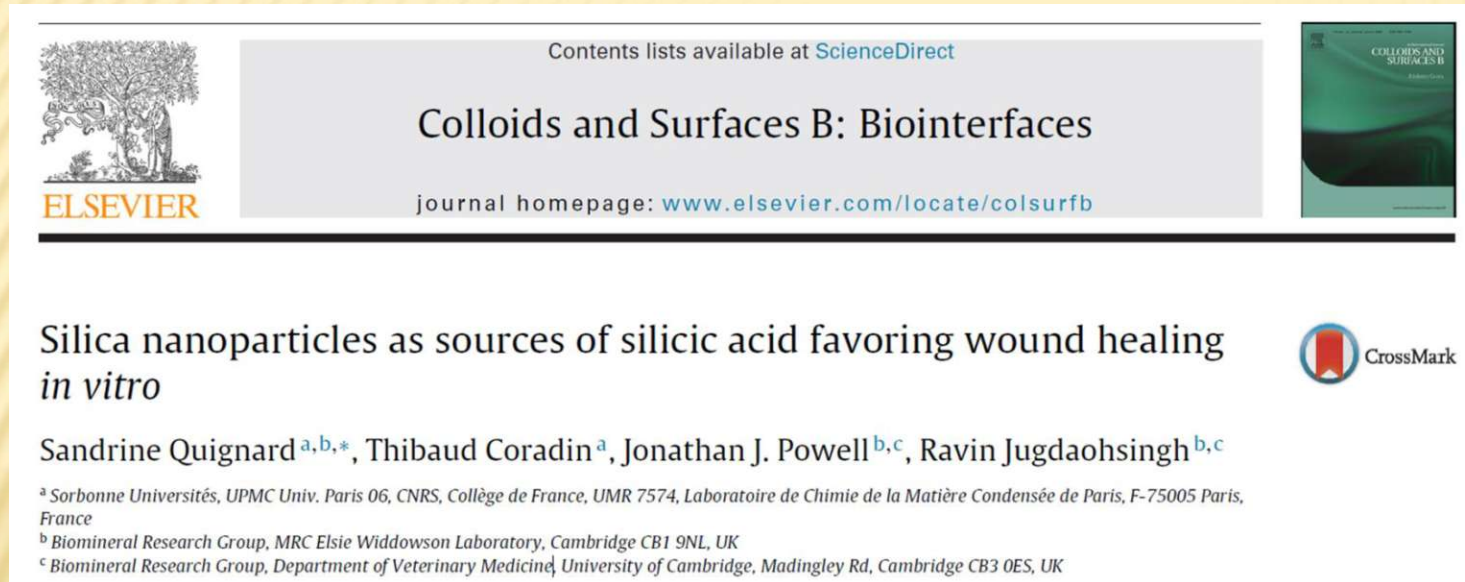 Contents lists available at ScienceDirect
Colloids and Surfaces B: Biointerfaces
journal homepage: www.elsevier.com/locate/colsurfb
ELSEVIER
COLLOIDS AND
SURFACES B
Silica nanoparticles as sources of silicic acid favoring wound healing
in vitro
CrossMark
Sandrine Quignard a,b,*, Thibaud Coradin a, Jonathan J. Powell b,c, Ravin Jugdaohsingh b,c
a Sorbonne Universités, UPMC Univ. Paris 06, CNRS, Collège de France, UMR 7574, Laboratoire de Chimie de la Matière Condensée de Paris, F-75005 Paris,
France
b Biomineral Research Group, MRC Elsie Widdowson Laboratory, Cambridge CB1 9NL, UK
c Biomineral Research Group, Department of Veterinary Medicine, University of Cambridge, Madingley Rd, Cambridge CB3 0ES, UK